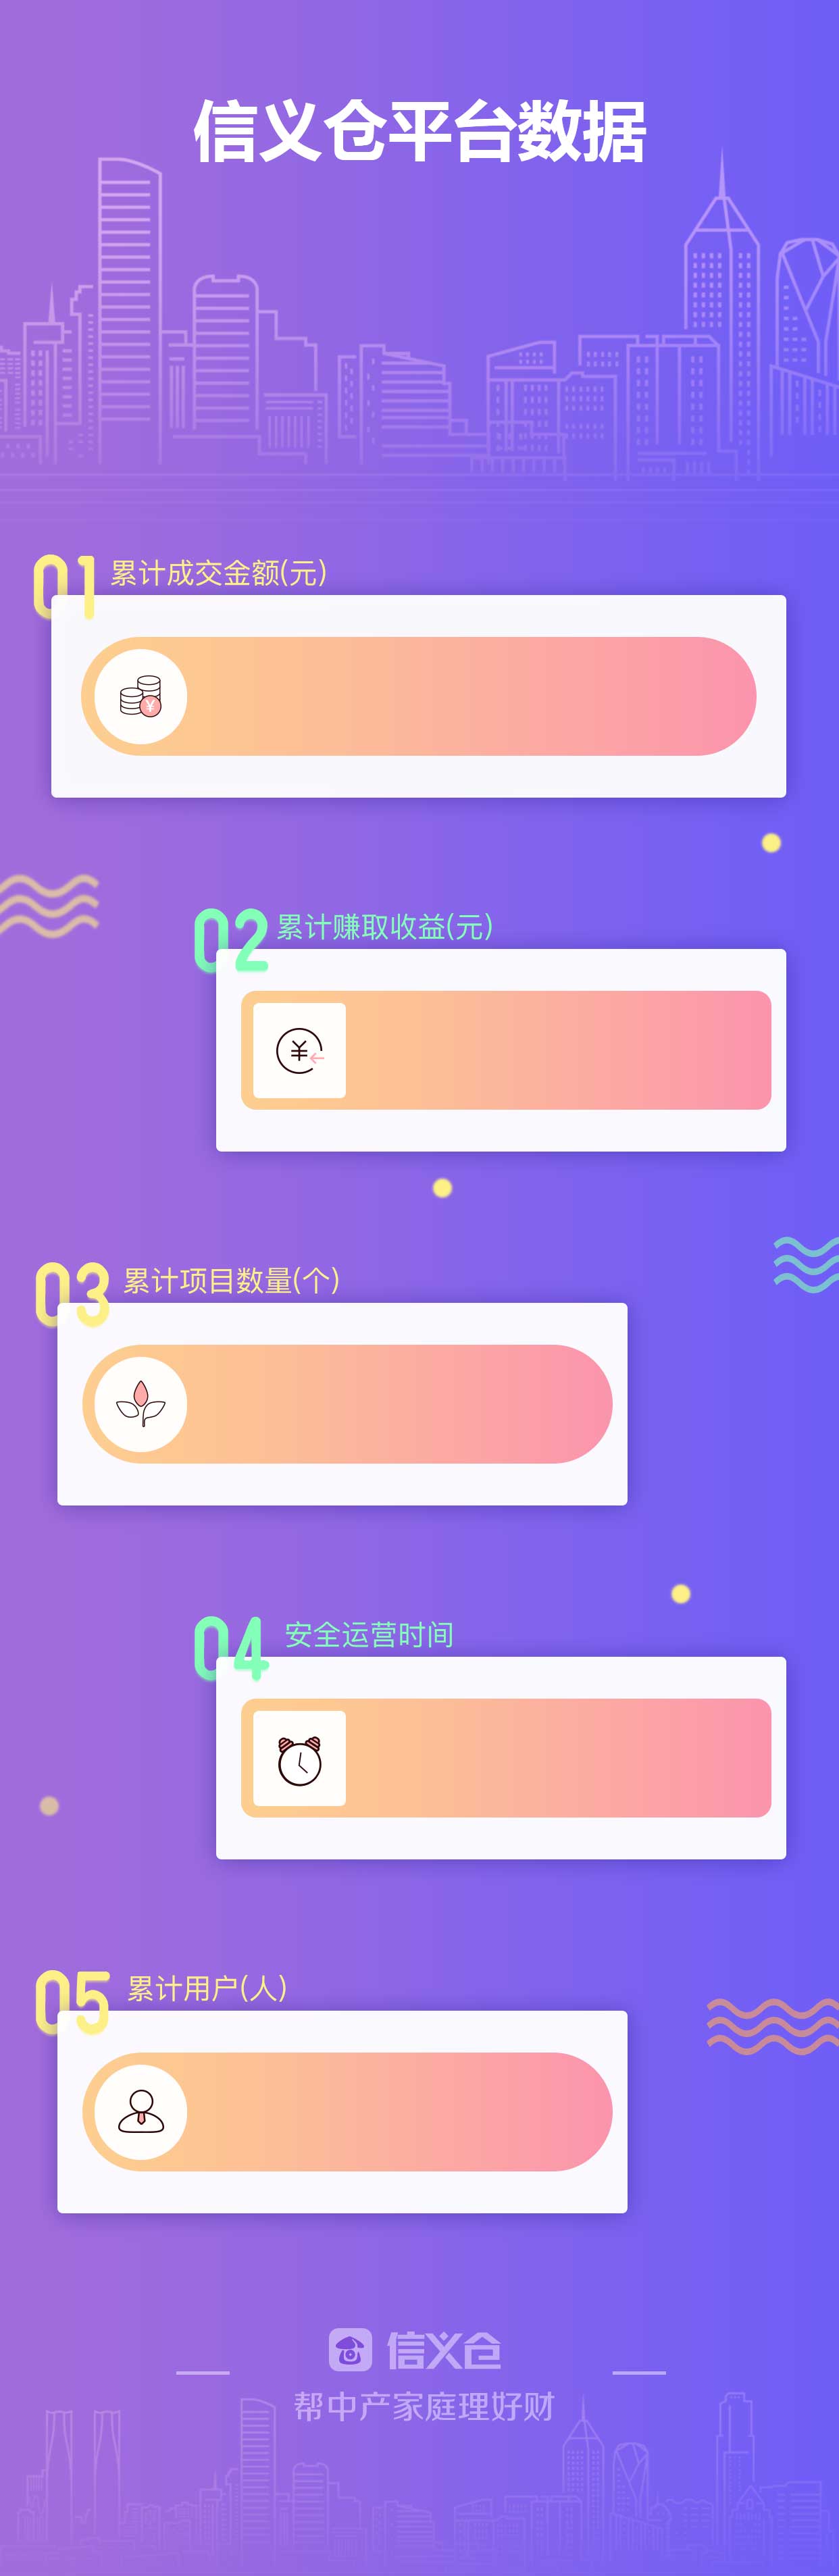 信义仓平台数据
01 累计成交金额(元)
¥
02 累计赚取收益(元)
¥
03 累计项目数量(个)
04 安全运营时间
05 累计用户(人)
信义仓
帮中产家庭理好财